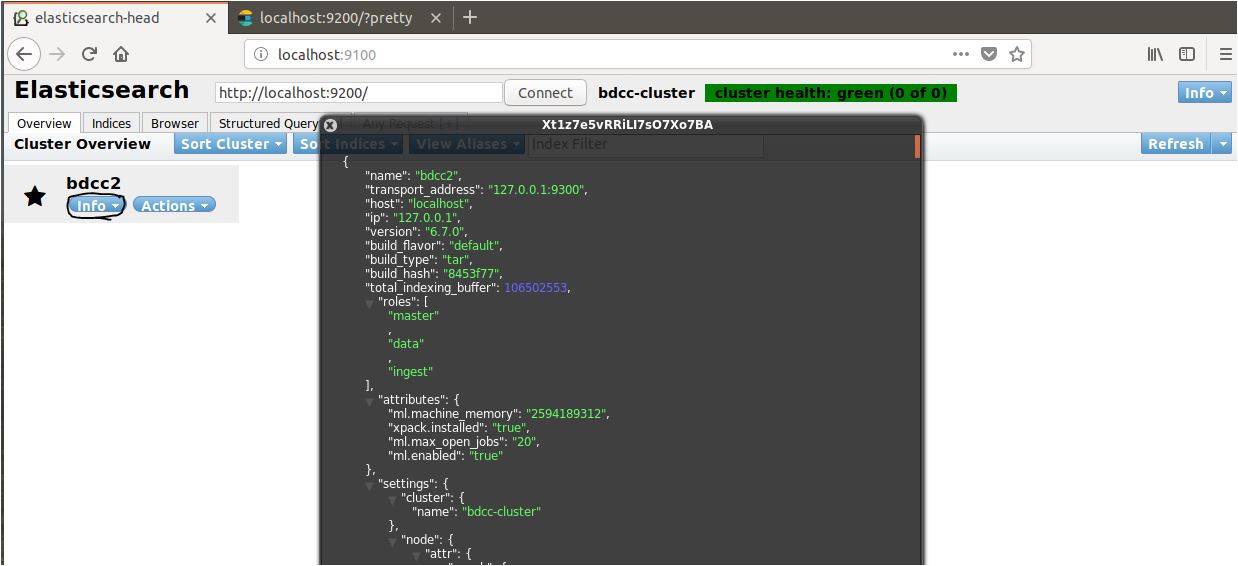 elasticsearch-head
localhost:9200/?pretty
localhost:9100
Elasticsearch
http://localhost:9200/
Connect
bdcc-cluster
cluster health: green (0 of 0)
Info
Overview
Indices
Browser
Structured Query
Any Request [+]
Xt1z7e5vRRiLI7sO7Xo7BA
Cluster Overview
Sort Cluster
Sort Indices
View Aliases
Index Filter
Refresh
bdcc2
Info
Actions
{
"name": "bdcc2",
"transport_address": "127.0.0.1:9300",
"host": "localhost",
"ip": "127.0.0.1",
"version": "6.7.0",
"build_flavor": "default",
"build_type": "tar",
"build_hash": "8453f77",
"total_indexing_buffer": 106502553,
"roles": [
"master"
,
"data"
,
"ingest"
],
"attributes": {
"ml.machine_memory": "2594189312",
"xpack.installed": "true",
"ml.max_open_jobs": "20",
"ml.enabled": "true"
},
"settings": {
"cluster": {
"name": "bdcc-cluster"
},
"node": {
"attr": {